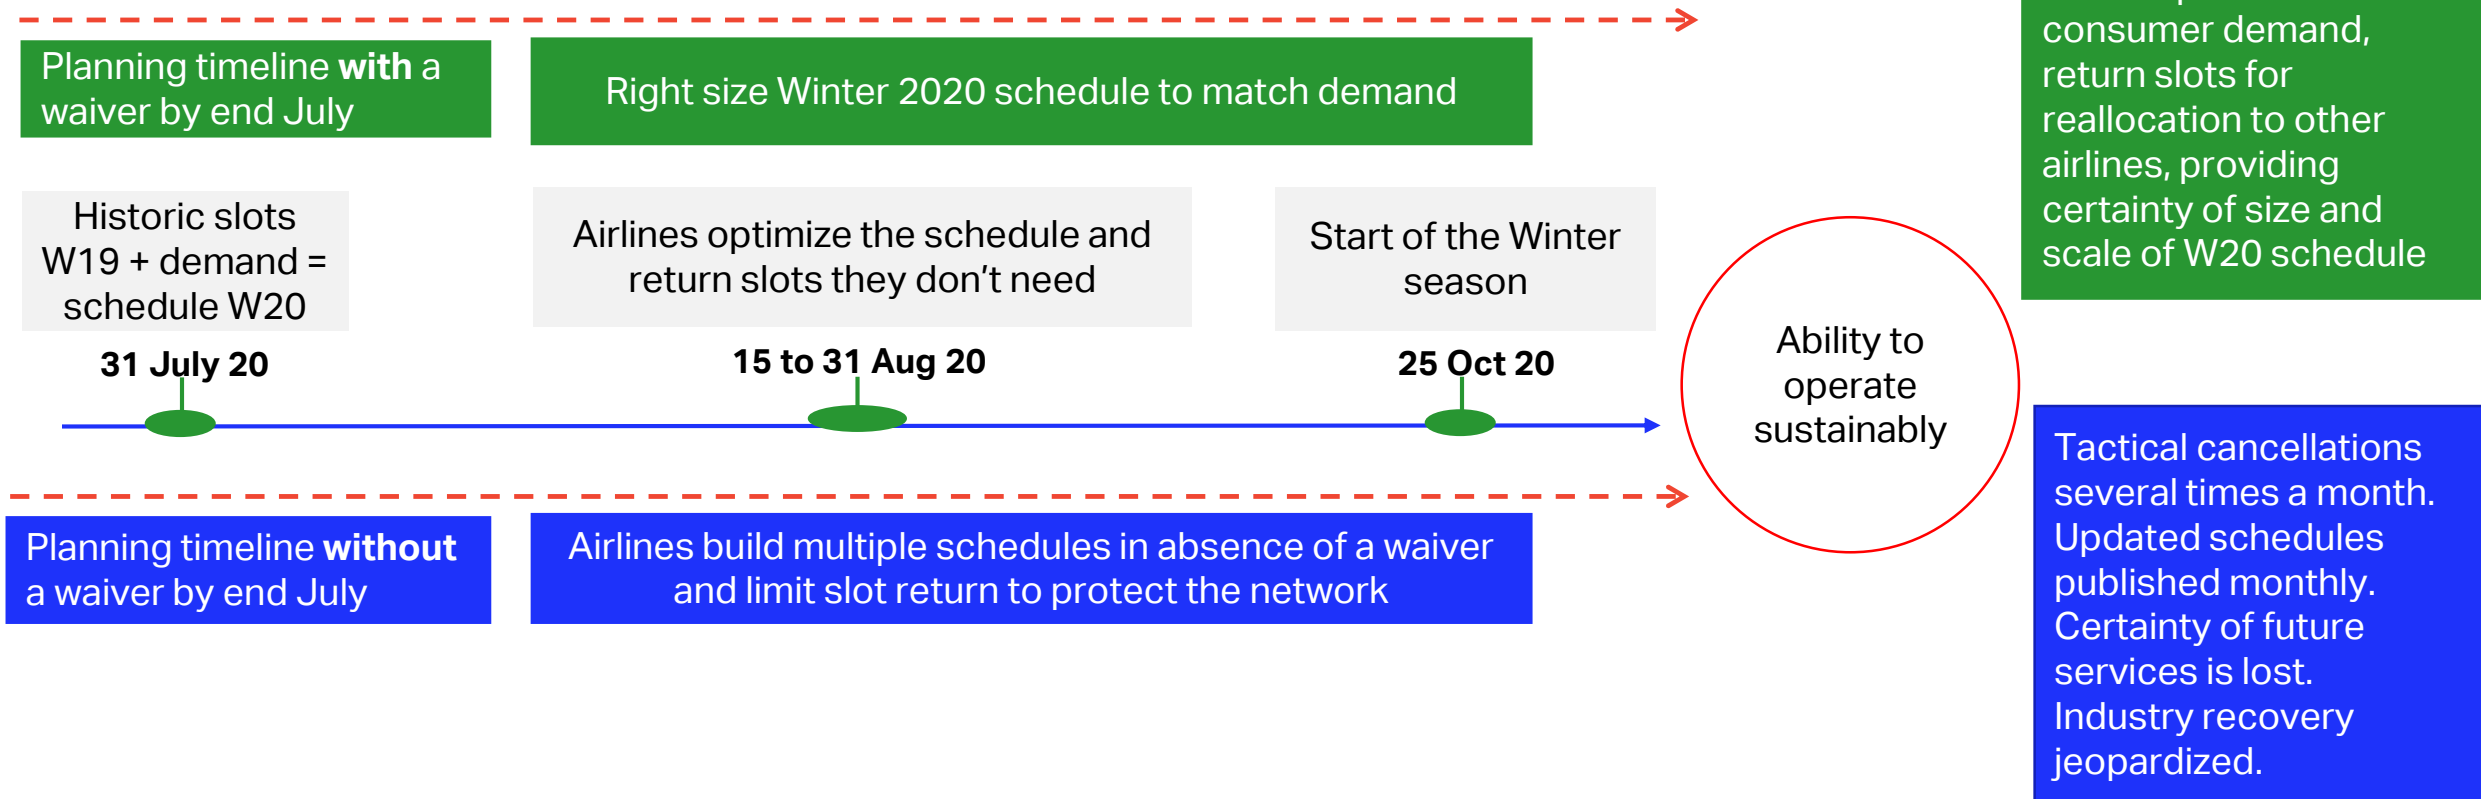 Planning timeline with a
waiver by end July
Right size Winter 2020 schedule to match demand
consumer demand,
return slots for
reallocation to other
airlines, providing
certainty of size and
scale of W20 schedule
Historic slots
W19 + demand =
schedule W20
31 July 20
Airlines optimize the schedule and
return slots they don’t need
15 to 31 Aug 20
Start of the Winter
season
25 Oct 20
Ability to
operate
sustainably
Planning timeline without
a waiver by end July
Airlines build multiple schedules in absence of a waiver
and limit slot return to protect the network
Tactical cancellations
several times a month.
Updated schedules
published monthly.
Certainty of future
services is lost.
Industry recovery
jeopardized.